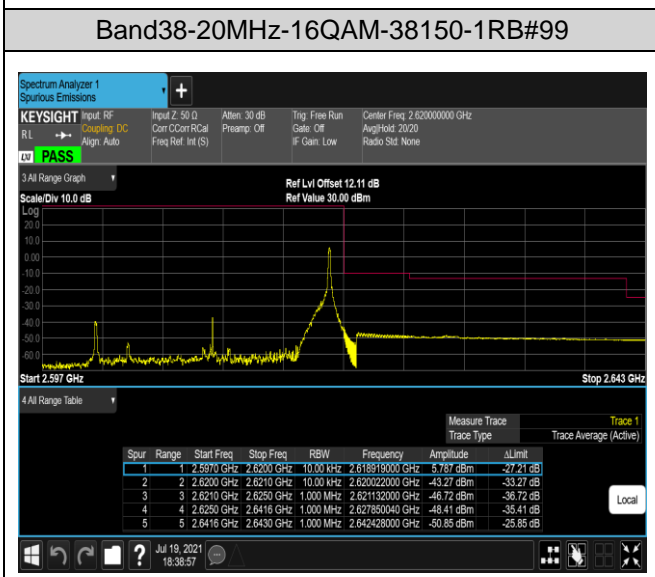 Band38-20MHz-16QAM-38150-1RB#99
Spectrum Analyzer 1
Spurious Emissions
+
KEYSIGHT Input: RF Input Z: 50 Ω Atten: 30 dB Trig: Free Run Center Freq: 2.620000000 GHz
RL Coupling: DC Corr CCorr RCal Preamp: Off Gate: Off Avg|Hold: 20/20
Align: Auto Freq Ref: Int (S) IF Gain: Low Radio Std: None
LXI PASS
3 All Range Graph Ref Lvl Offset 12.11 dB
Scale/Div 10.0 dB Ref Value 30.00 dBm
Log
20.0
10.0
0.00
-10.0
-20.0
-30.0
-40.0
-50.0
-60.0
Start 2.597 GHz Stop 2.643 GHz
4 All Range Table
Measure Trace Trace 1
Trace Type Trace Average (Active)
Spur Range Start Freq Stop Freq RBW Frequency Amplitude ΔLimit
1 1 2.5970 GHz 2.6200 GHz 10.00 kHz 2.618919000 GHz 5.787 dBm -27.21 dB
2 2 2.6200 GHz 2.6210 GHz 10.00 kHz 2.620022000 GHz -43.27 dBm -33.27 dB
3 3 2.6210 GHz 2.6250 GHz 1.000 MHz 2.621132000 GHz -46.72 dBm -36.72 dB
4 4 2.6250 GHz 2.6416 GHz 1.000 MHz 2.627850040 GHz -48.41 dBm -35.41 dB
5 5 2.6416 GHz 2.6430 GHz 1.000 MHz 2.642428000 GHz -50.85 dBm -25.85 dB
Local
? Jul 19, 2021
18:38:57